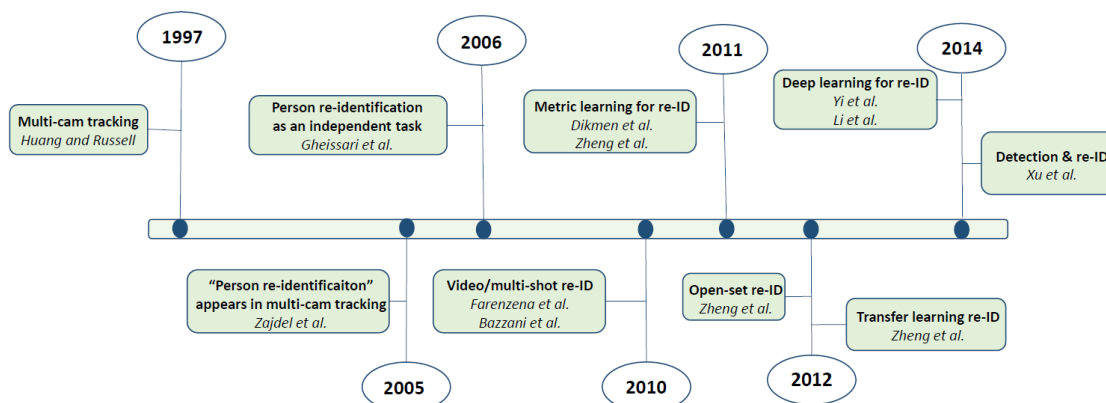 1997
Multi-cam tracking
Huang and Russell
2006
Person re-identification
as an independent task
Gheissari et al.
2011
Metric learning for re-ID
Dikmen et al.
Zheng et al.
2014
Deep learning for re-ID
Yi et al.
Li et al.
Detection & re-ID
Xu et al.
“Person re-identificaiton”
appears in multi-cam tracking
Zajdel et al.
2005
Video/multi-shot re-ID
Farenzena et al.
Bazzani et al.
2010
Open-set re-ID
Zheng et al.
Transfer learning re-ID
Zheng et al.
2012